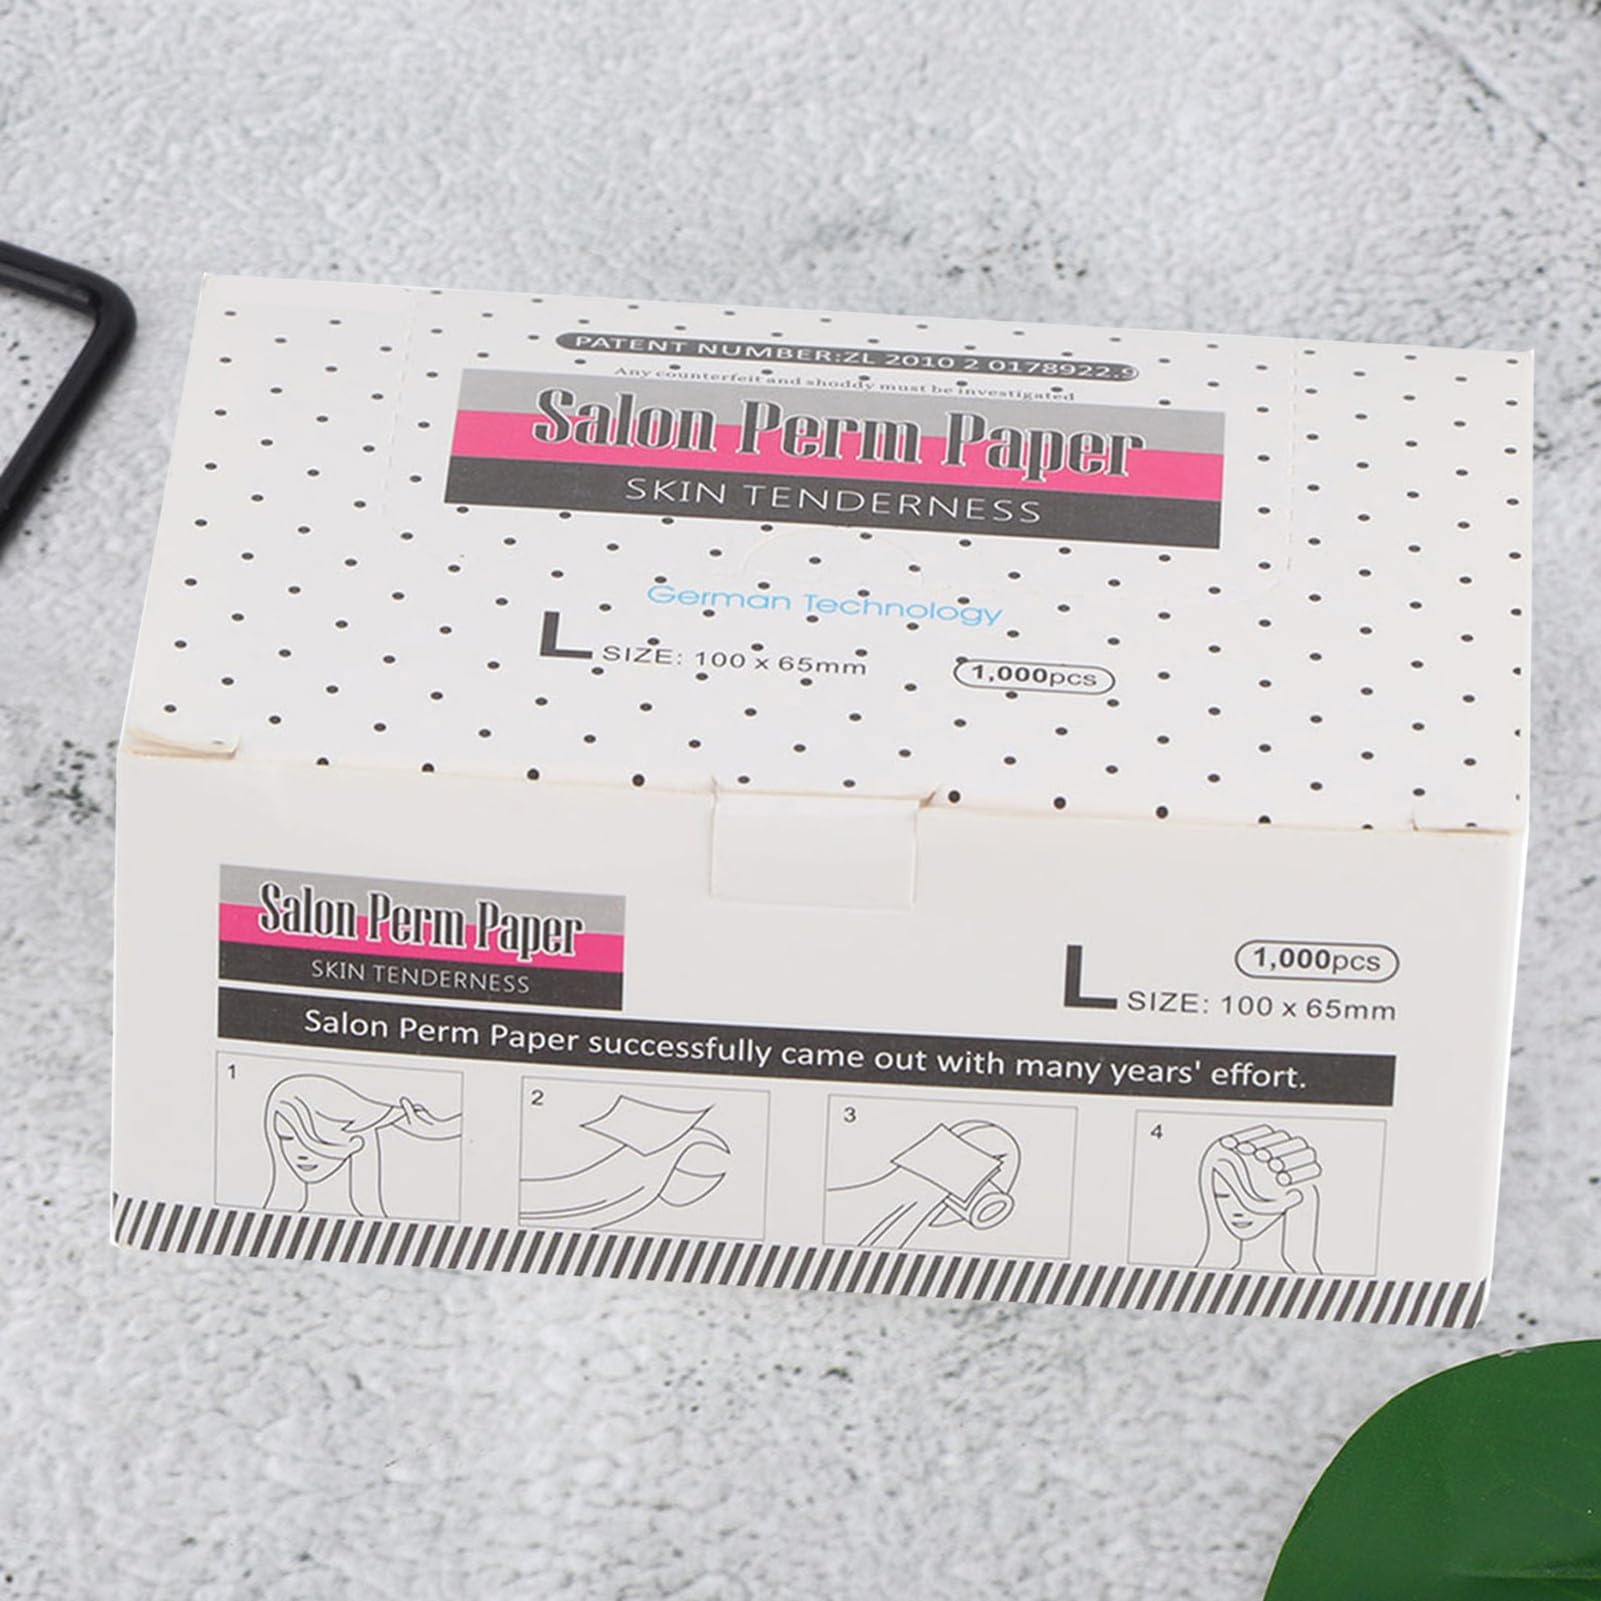 PATENT NUMBER:ZL 2010 2 0178922.9
Any counterfeit and shoddy must be investigated
Salon Perm Paper
SKIN TENDERNESS
German Technology
L SIZE: 100 x 65mm
1,000pcs
Salon Perm Paper
SKIN TENDERNESS
1,000pcs
L SIZE: 100 x 65mm
Salon Perm Paper successfully came out with many years' effort.
1
2
3
4